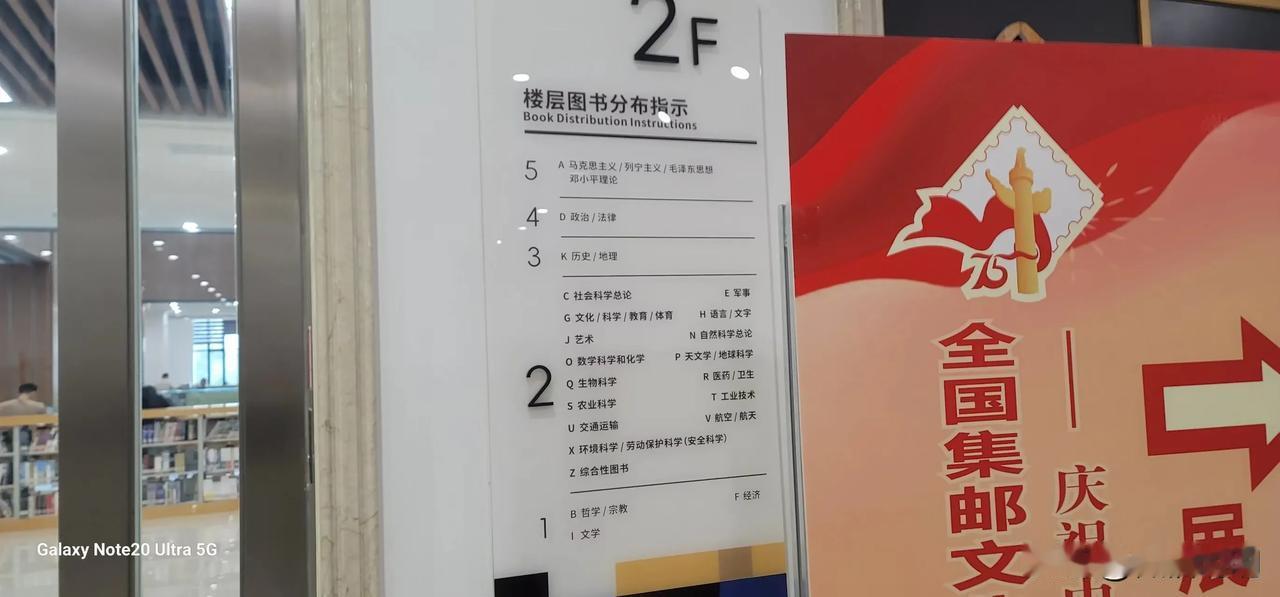 2F
楼层图书分布指示
Book Distribution Instructions
5 A 马克思主义 / 列宁主义 / 毛泽东思想
邓小平理论
4 D 政治 / 法律
3 K 历史 / 地理
2
C 社会科学总论 E 军事
G 文化 / 科学 / 教育 / 体育 H 语言 / 文字
J 艺术 N 自然科学总论
O 数学科学和化学 P 天文学 / 地球科学
Q 生物科学 R 医药 / 卫生
S 农业科学 T 工业技术
U 交通运输 V 航空 / 航天
X 环境科学 / 劳动保护科学(安全科学)
Z 综合性图书
1
B 哲学 / 宗教 F 经济
I 文学
75
全国集邮文
庆祝中
展
Galaxy Note20 Ultra 5G